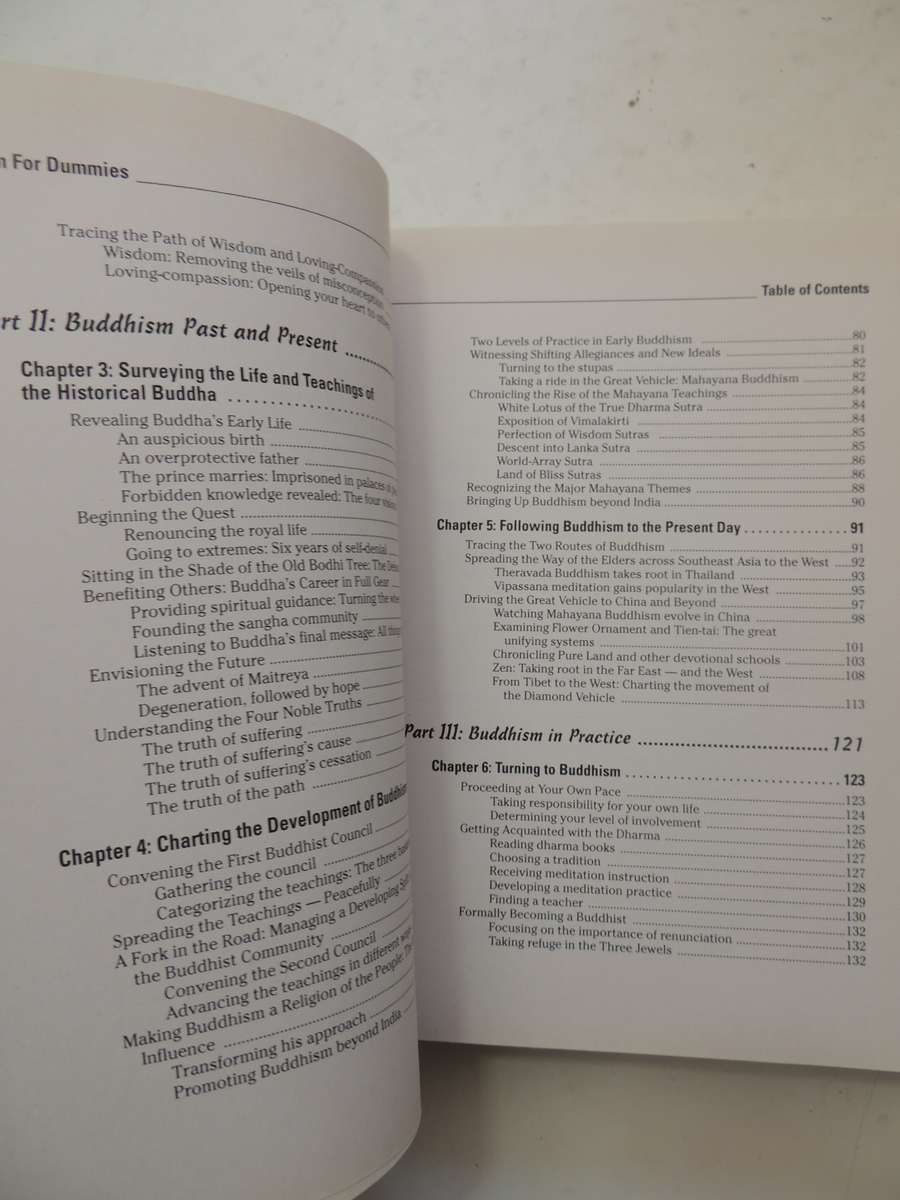 For Dummies
Tracing the Path of Wisdom and Loving-Compassion
Wisdom: Removing the veils of misconception
Loving-compassion: Opening your heart to
Part 11: Buddhism Past and Present ..........
Chapter 3: Surveying the Life and Teachings of
the Historical Buddha ....................
Revealing Buddha's Early Life
An auspicious birth
An overprotective father
The prince marries: Imprisoned in palaces of
Forbidden knowledge revealed: The four visions
Beginning the Quest
Renouncing the royal life
Going to extremes: Six years of self-denial
Sitting in the Shade of the Old Bodhi Tree: The
Benefiting Others: Buddha's Career in Full Gear
Providing spiritual guidance: Turning the
Founding the sangha community
Listening to Buddha's final message: All
Envisioning the Future
The advent of Maitreya
Degeneration, followed by hope
Understanding the Four Noble Truths
The truth of suffering
The truth of suffering's cause
The truth of suffering's cessation
The truth of the path
Chapter 4: Charting the Development of Buddhism
Convening the First Buddhist Council
Gathering the council
Categorizing the teachings: The three
Spreading the Teachings — Peacefully
A Fork in the Road: Managing a Developing
the Buddhist Community
Convening the Second Council
Advancing the teachings in different
Making Buddhism a Religion of the People:
Influence
Transforming his approach
Promoting Buddhism beyond India
Table of Contents
Two Levels of Practice in Early Buddhism 80
Witnessing Shifting Allegiances and New Ideals 81
Turning to the stupas 82
Taking a ride in the Great Vehicle: Mahayana Buddhism 82
Chronicling the Rise of the Mahayana Teachings 84
White Lotus of the True Dharma Sutra 84
Exposition of Vimalakirti 84
Perfection of Wisdom Sutras 85
Descent into Lanka Sutra 85
World-Array Sutra 86
Land of Bliss Sutras 86
Recognizing the Major Mahayana Themes 88
Bringing Up Buddhism beyond India 90
Chapter 5: Following Buddhism to the Present Day 91
Tracing the Two Routes of Buddhism 91
Spreading the Way of the Elders across Southeast Asia to the West 92
Theravada Buddhism takes root in Thailand 93
Vipassana meditation gains popularity in the West 95
Driving the Great Vehicle to China and Beyond 97
Watching Mahayana Buddhism evolve in China 98
Examining Flower Ornament and Tien-tai: The great
unifying systems 101
Chronicling Pure Land and other devotional schools 103
Zen: Taking root in the Far East — and the West 108
From Tibet to the West: Charting the movement of
the Diamond Vehicle 113
Part 111: Buddhism in Practice 121
Chapter 6: Turning to Buddhism 123
Proceeding at Your Own Pace 123
Taking responsibility for your own life 124
Determining your level of involvement 125
Getting Acquainted with the Dharma 126
Reading dharma books 127
Choosing a tradition 127
Receiving meditation instruction 128
Developing a meditation practice 129
Finding a teacher 130
Formally Becoming a Buddhist 132
Focusing on the importance of renunciation 132
Taking refuge in the Three Jewels 132